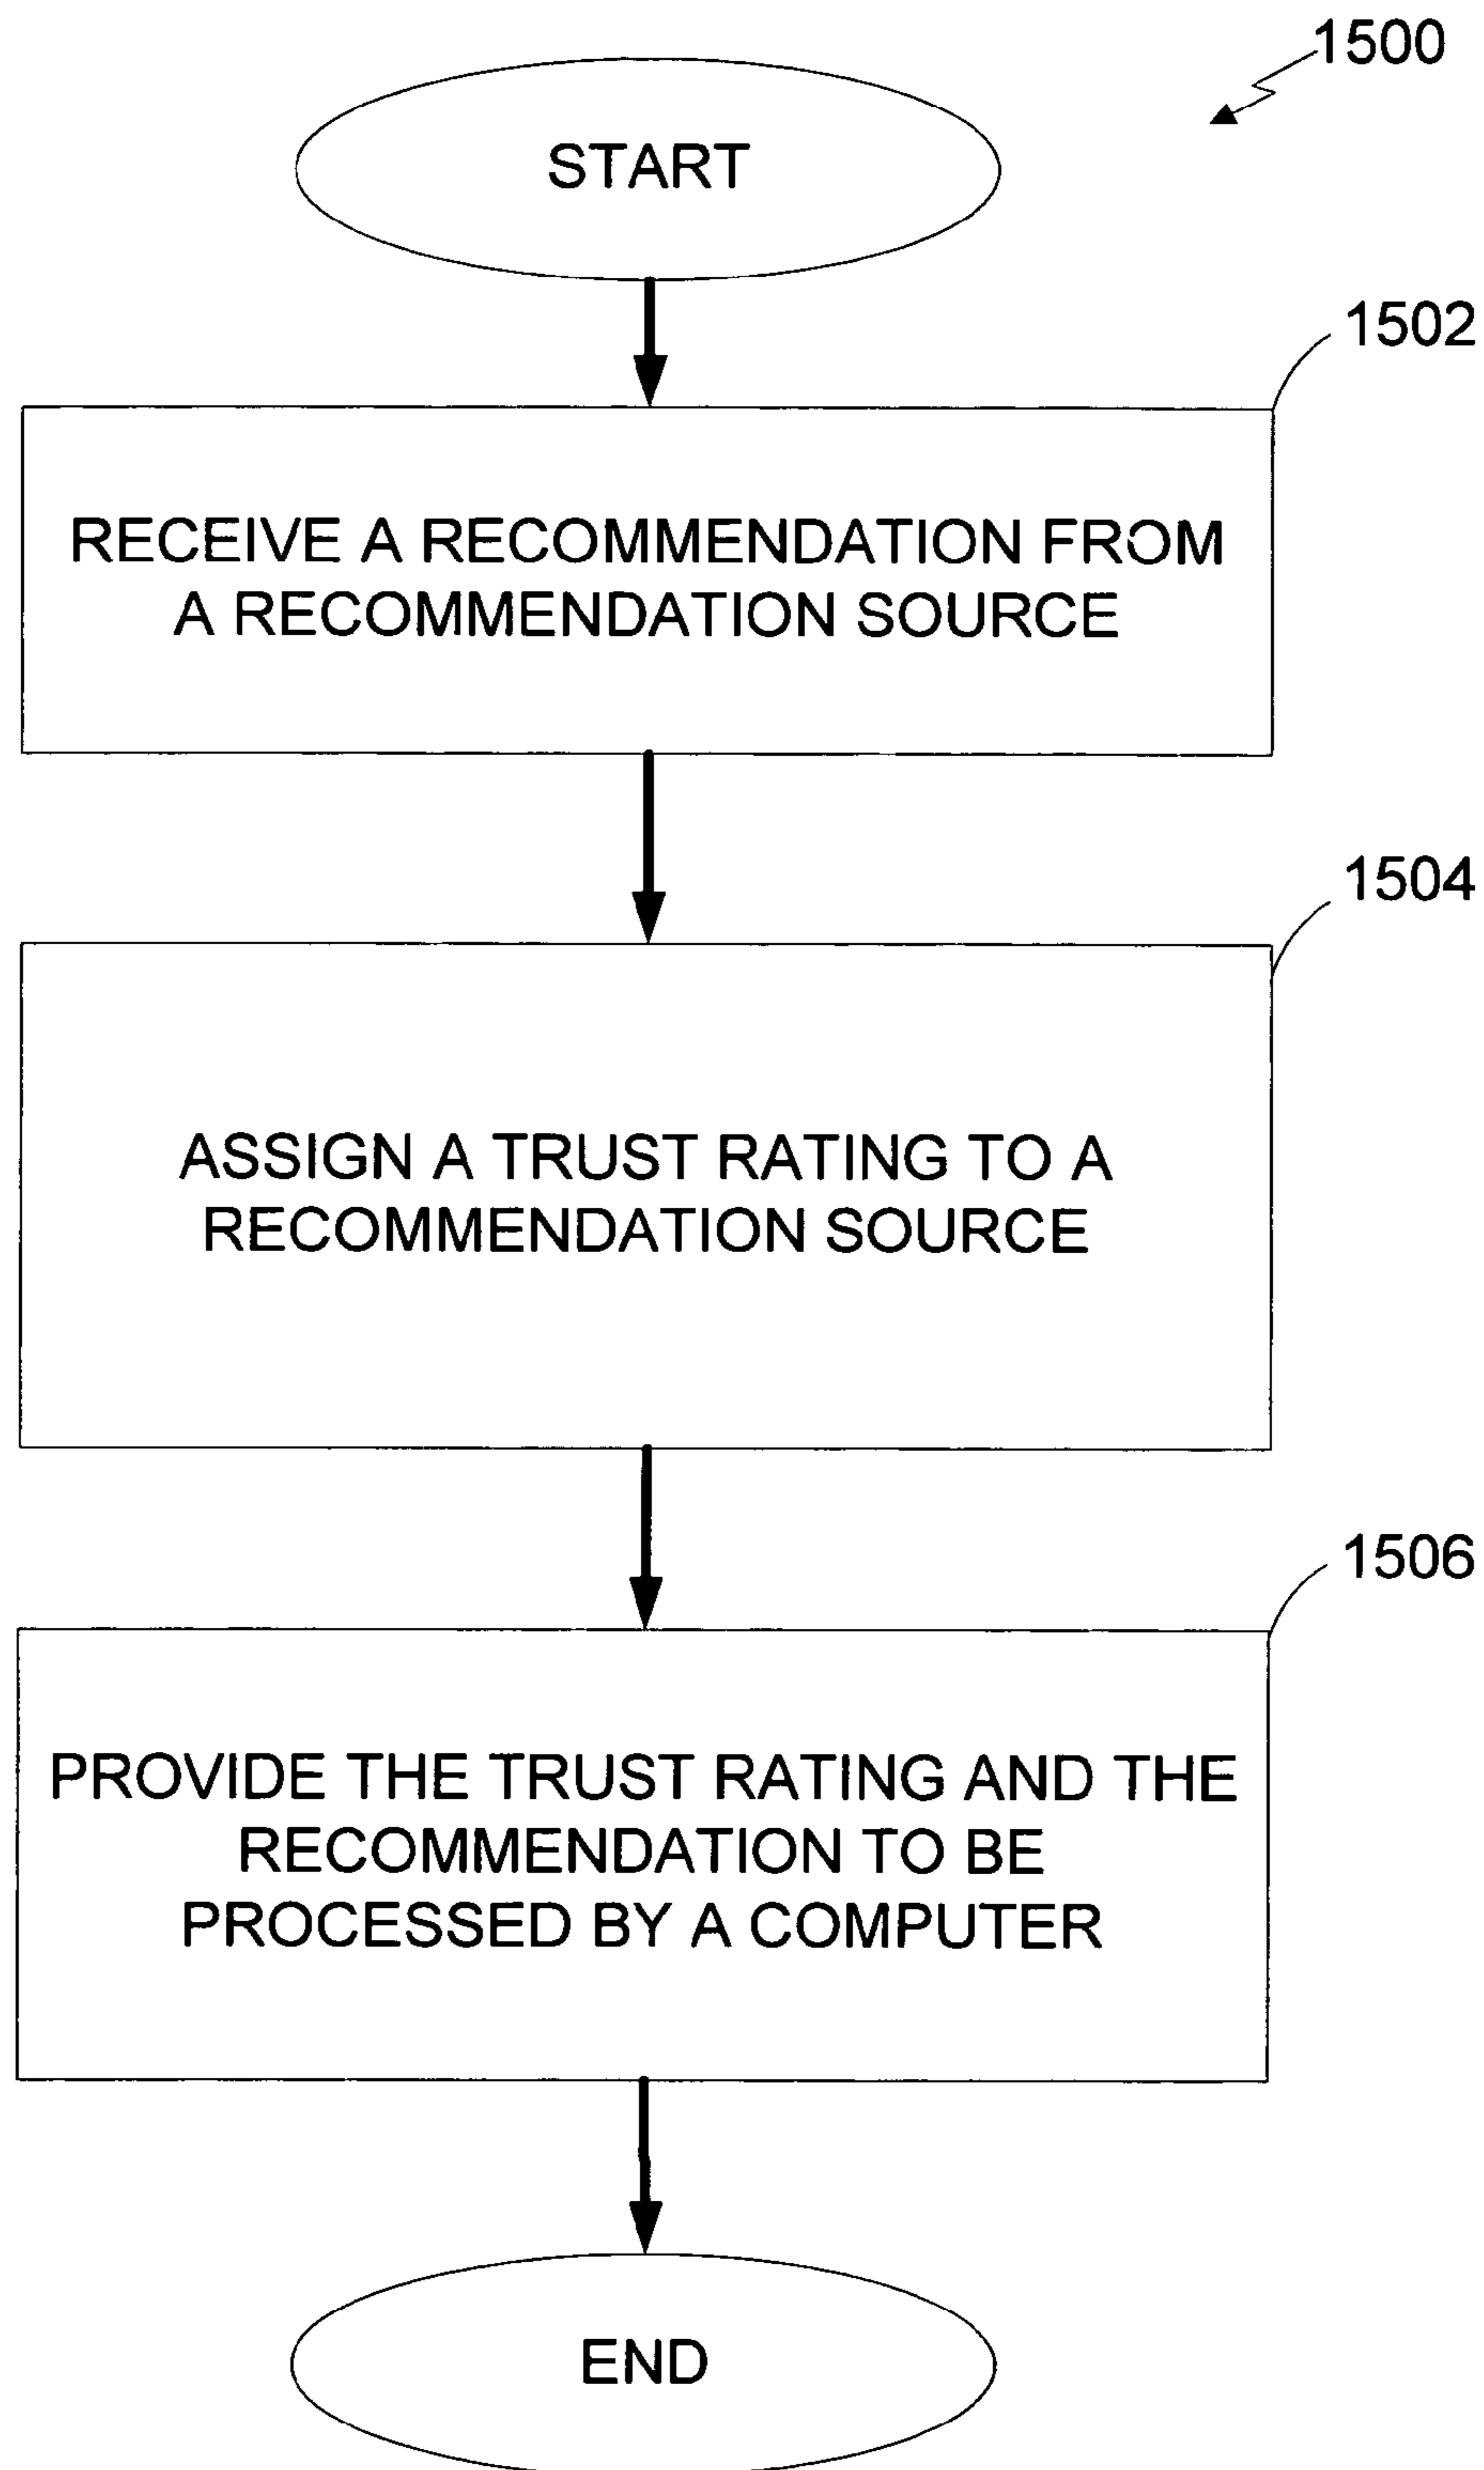 1500
START
1502
RECEIVE A RECOMMENDATION FROM
A RECOMMENDATION SOURCE
1504
ASSIGN A TRUST RATING TO A
RECOMMENDATION SOURCE
1506
PROVIDE THE TRUST RATING AND THE
RECOMMENDATION TO BE
PROCESSED BY A COMPUTER
END